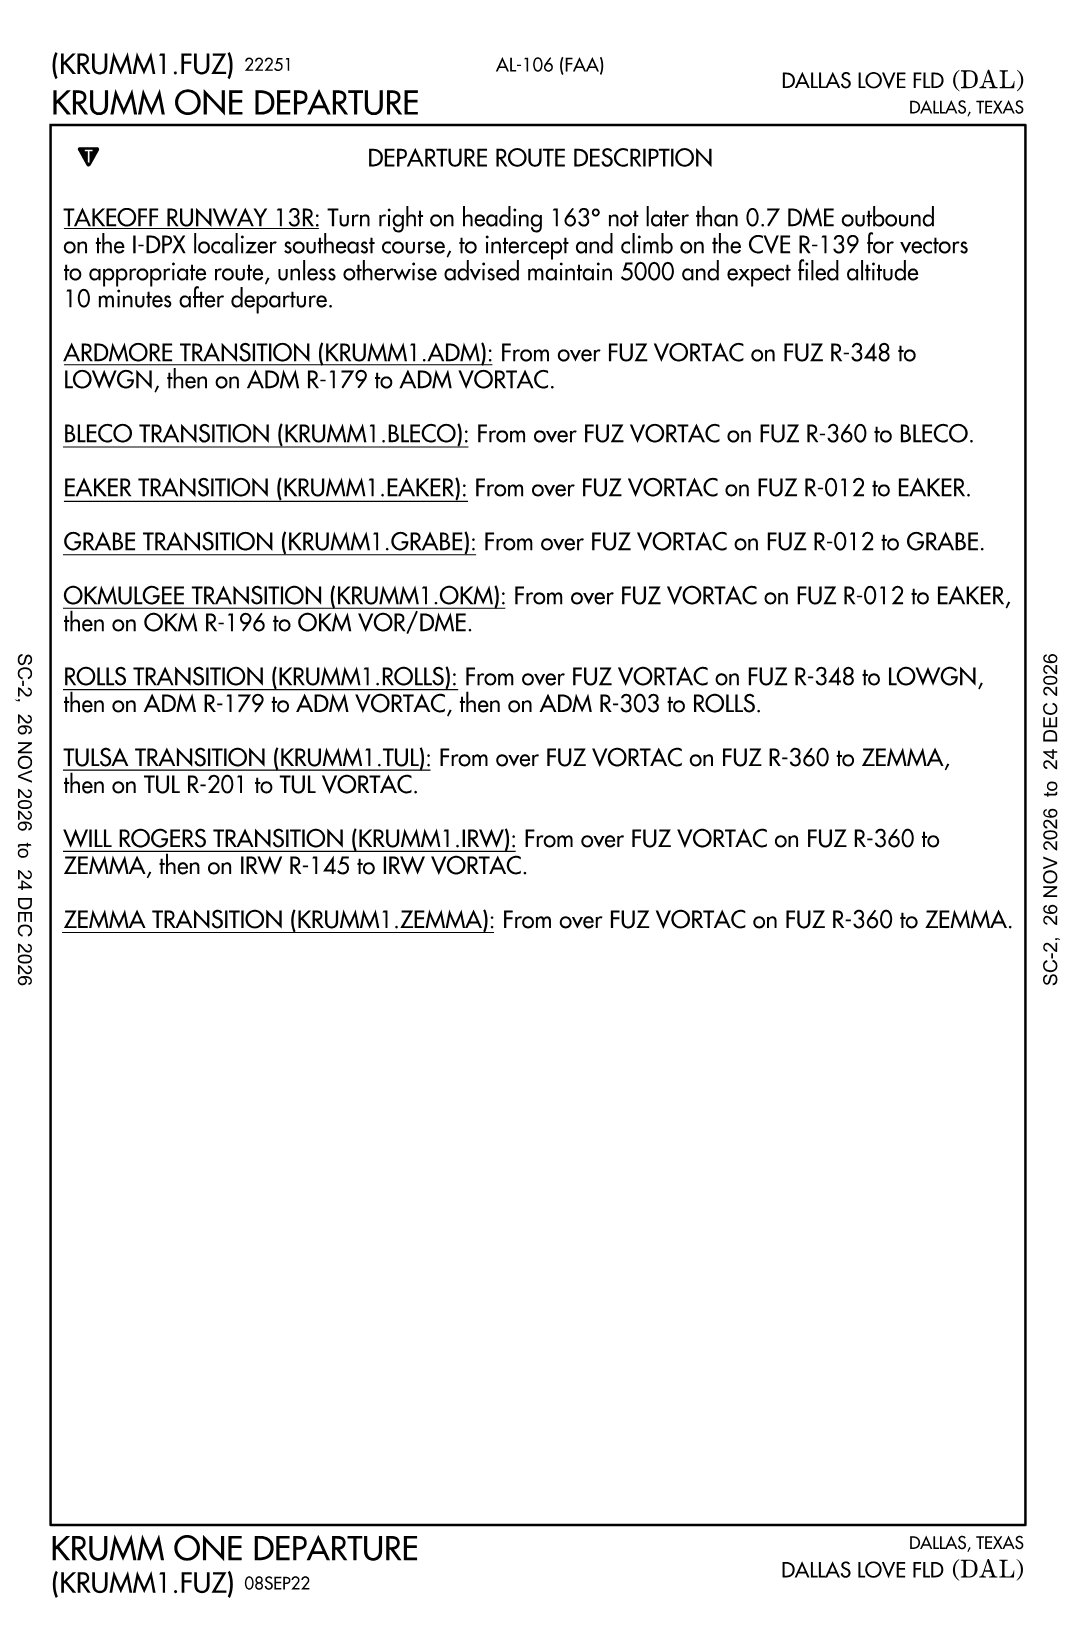 (KRUMM1.FUZ) 22251
AL-106 (FAA)
DALLAS LOVE FLD (DAL)
KRUMM ONE DEPARTURE
DALLAS, TEXAS
T
DEPARTURE ROUTE DESCRIPTION
TAKEOFF RUNWAY 13R: Turn right on heading 163° not later than 0.7 DME outbound
on the I-DPX localizer southeast course, to intercept and climb on the CVE R-139 for vectors
to appropriate route, unless otherwise advised maintain 5000 and expect filed altitude
10 minutes after departure.
ARDMORE TRANSITION (KRUMM1.ADM): From over FUZ VORTAC on FUZ R-348 to
LOWGN, then on ADM R-179 to ADM VORTAC.
BLECO TRANSITION (KRUMM1.BLECO): From over FUZ VORTAC on FUZ R-360 to BLECO.
EAKER TRANSITION (KRUMM1.EAKER): From over FUZ VORTAC on FUZ R-012 to EAKER.
GRABE TRANSITION (KRUMM1.GRABE): From over FUZ VORTAC on FUZ R-012 to GRABE.
OKMULGEE TRANSITION (KRUMM1.OKM): From over FUZ VORTAC on FUZ R-012 to EAKER,
then on OKM R-196 to OKM VOR/DME.
ROLLS TRANSITION (KRUMM1.ROLLS): From over FUZ VORTAC on FUZ R-348 to LOWGN,
then on ADM R-179 to ADM VORTAC, then on ADM R-303 to ROLLS.
TULSA TRANSITION (KRUMM1.TUL): From over FUZ VORTAC on FUZ R-360 to ZEMMA,
then on TUL R-201 to TUL VORTAC.
WILL ROGERS TRANSITION (KRUMM1.IRW): From over FUZ VORTAC on FUZ R-360 to
ZEMMA, then on IRW R-145 to IRW VORTAC.
ZEMMA TRANSITION (KRUMM1.ZEMMA): From over FUZ VORTAC on FUZ R-360 to ZEMMA.
SC-2, 26 NOV 2026 to 24 DEC 2026
SC-2, 26 NOV 2026 to 24 DEC 2026
KRUMM ONE DEPARTURE
DALLAS, TEXAS
(KRUMM1.FUZ) 08SEP22
DALLAS LOVE FLD (DAL)